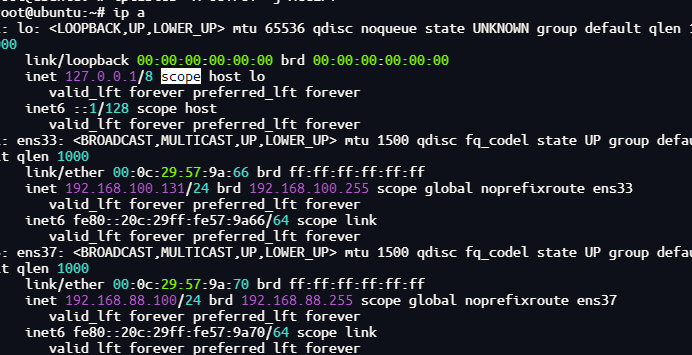 root@ubuntu:~# ip a
: lo: <LOOPBACK,UP,LOWER_UP> mtu 65536 qdisc noqueue state UNKNOWN group default qlen 1
00
link/loopback 00:00:00:00:00:00 brd 00:00:00:00:00:00
inet 127.0.0.1/8 scope host lo
valid_lft forever preferred_lft forever
inet6 ::1/128 scope host
valid_lft forever preferred_lft forever
: ens33: <BROADCAST,MULTICAST,UP,LOWER_UP> mtu 1500 qdisc fq_codel state UP group defau
lt qlen 1000
link/ether 00:0c:29:57:9a:66 brd ff:ff:ff:ff:ff:ff
inet 192.168.100.131/24 brd 192.168.100.255 scope global noprefixroute ens33
valid_lft forever preferred_lft forever
inet6 fe80::20c:29ff:fe57:9a66/64 scope link
valid_lft forever preferred_lft forever
: ens37: <BROADCAST,MULTICAST,UP,LOWER_UP> mtu 1500 qdisc fq_codel state UP group defau
lt qlen 1000
link/ether 00:0c:29:57:9a:70 brd ff:ff:ff:ff:ff:ff
inet 192.168.88.100/24 brd 192.168.88.255 scope global noprefixroute ens37
valid_lft forever preferred_lft forever
inet6 fe80::20c:29ff:fe57:9a70/64 scope link
valid_lft forever preferred_lft forever